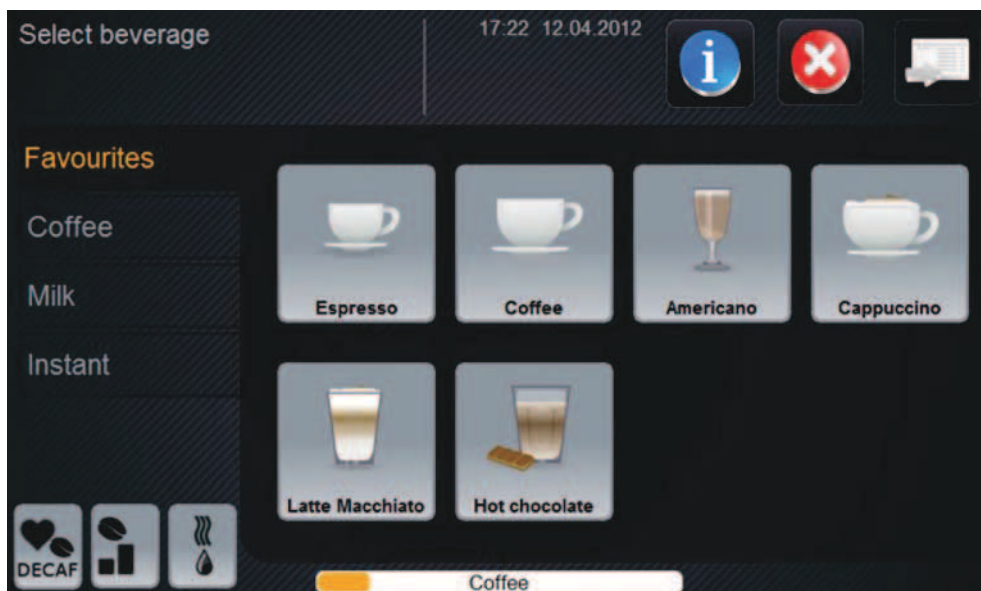 Select beverage
17:22 12.04.2012
i
Favourites
Coffee
Milk
Instant
Espresso
Coffee
Americano
Cappuccino
Latte Macchiato
Hot chocolate
DECAF
Coffee